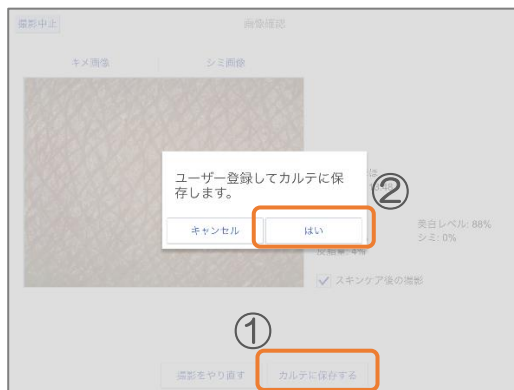 撮影中止
画像確認
キメ画像
シミ画像
ユーザー登録してカルテに保
存します。
②
キャンセル
はい
美白レベル: 88%
シミ: 0%
スキンケア後の撮影
①
撮影をやり直す
カルテに保存する